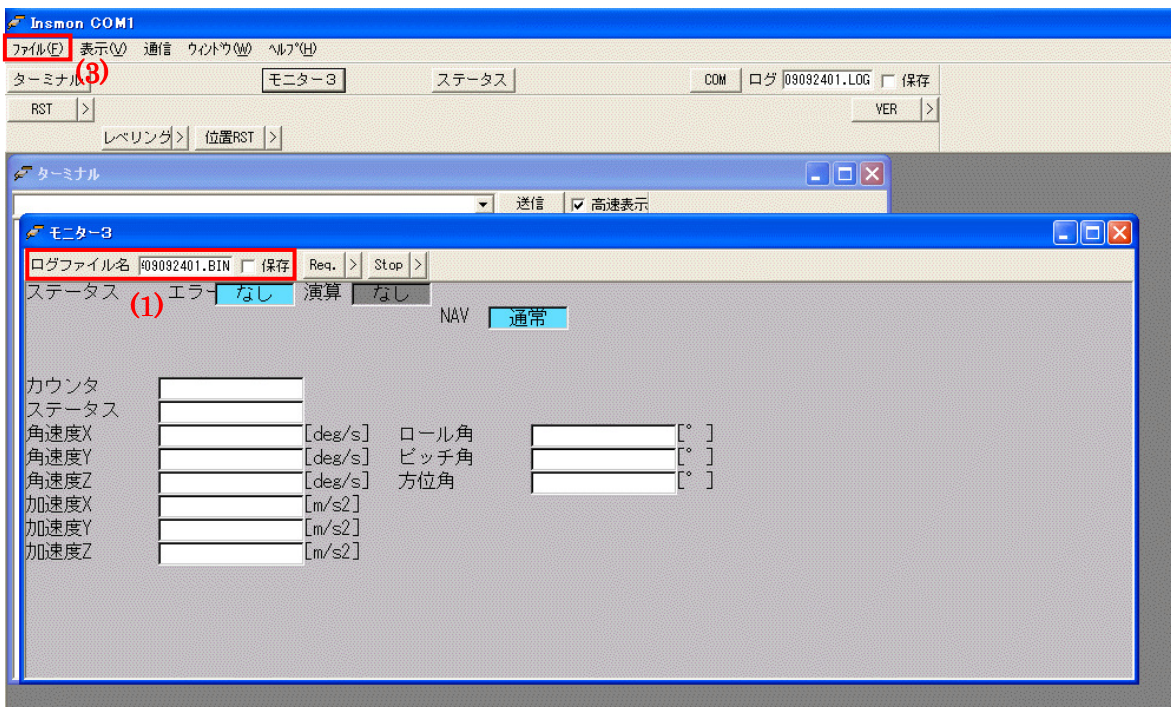 Insmon COM1
ファイル(F) 表示(V) 通信 ウィンドウ(W) ヘルプ(H)
(3)
ターミナル モニター3 ステータス COM ログ 09092401.LOG 保存
RST > VER >
レベリング > 位置RST >
ターミナル
送信 高速表示
モニター3
ログファイル名 09092401.BIN 保存 Req. > Stop >
(1)
ステータス エラー なし 演算 なし
NAV 通常
カウンタ
ステータス
角速度X [deg/s] ロール角 [° ]
角速度Y [deg/s] ピッチ角 [° ]
角速度Z [deg/s] 方位角 [° ]
加速度X [m/s2]
加速度Y [m/s2]
加速度Z [m/s2]